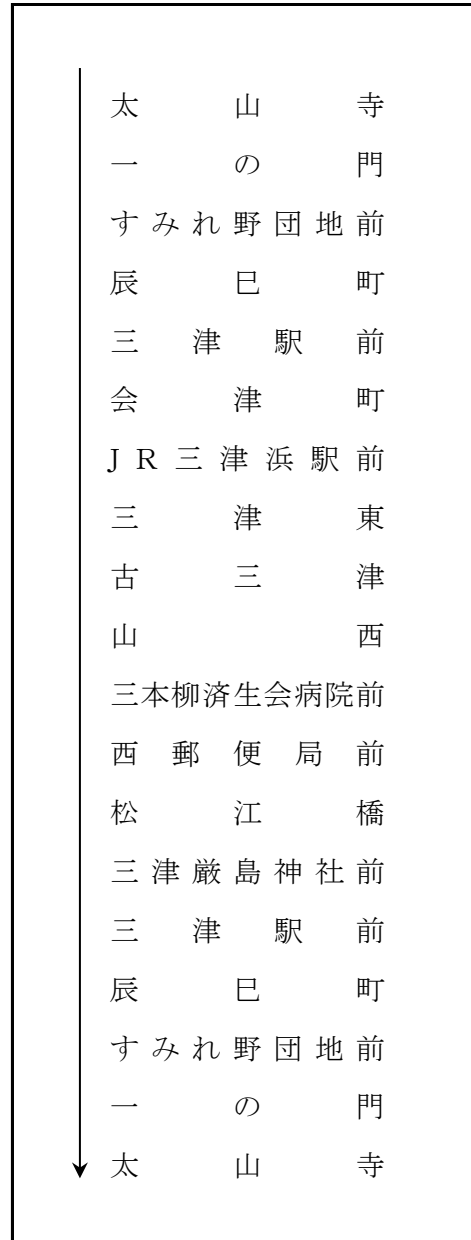 太山寺
一の門
すみれ野団地前
辰巳町
三津駅前
会津町
JR三津浜駅前
三津東
古三津
山西
三本柳済生会病院前
西郵便局前
松江橋
三津厳島神社前
三津駅前
辰巳町
すみれ野団地前
一の門
太山寺